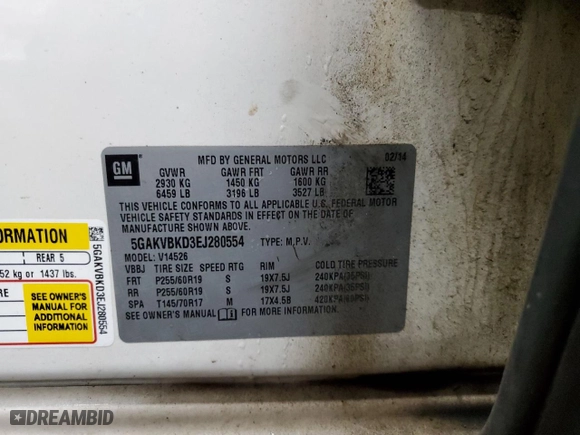 GM
MFD BY GENERAL MOTORS LLC 02/14
GVWR GAWR FRT GAWR RR
2930 KG 1450 KG 1600 KG
6459 LB 3196 LB 3527 LB
THIS VEHICLE CONFORMS TO ALL APPLICABLE U.S. FEDERAL MOTOR
VEHICLE SAFETY STANDARDS IN EFFECT ON THE DATE OF
MANUFACTURE SHOWN ABOVE.
5GAKVBKD3EJ280554 TYPE: M.P.V.
MODEL: V14526
VBBJ TIRE SIZE SPEED RTG RIM COLD TIRE PRESSURE
FRT P255/60R19 S 19X7.5J 240KPA(35PSI)
RR P255/60R19 S 19X7.5J 240KPA(35PSI)
SPA T145/70R17 M 17X4.5B 420KPA(60PSI)
SEE OWNER'S MANUAL FOR MORE INFORMATION
ORMATION
REAR 5
52 kg or 1437 lbs.
RE
SEE OWNER'S
MANUAL FOR
ADDITIONAL
INFORMATION
5GAKVBKD3EJ280554
DREAMBID